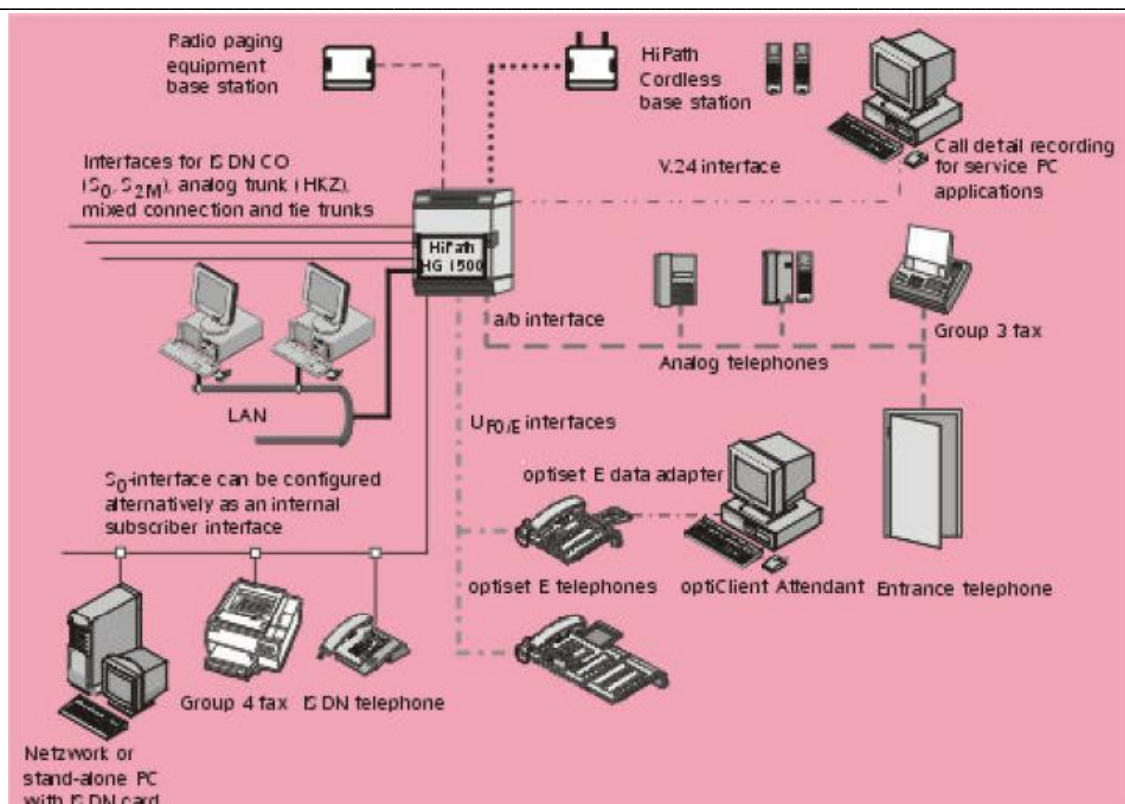 Radio paging
equipment
base station
HiPath
Cordless
base station
Call detail recording
for service PC
applications
V.24 interface
Interfaces for ISDN CO
(S0, S2M), analog trunk (HKZ),
mixed connection and tie trunks
HiPath
HG 1500
a/b interface
Analog telephones
Group 3 fax
LAN
UP0/E interfaces
S0-interface can be configured
alternatively as an internal
subscriber interface
optiset E data adapter
optiset E telephones
optiClient Attendant
Entrance telephone
Group 4 fax
ISDN telephone
Netzwork or
stand-alone PC
with ISDN card